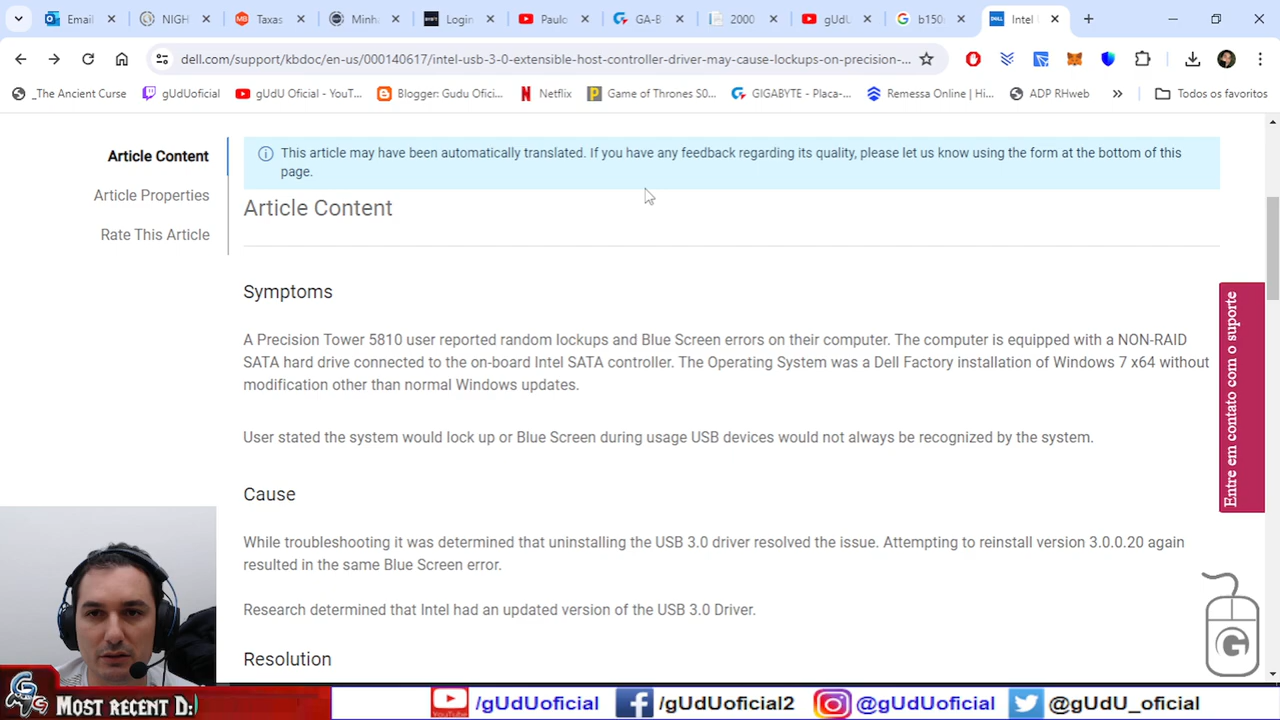 Email
NIGH
Taxas
Minha
Login
Paulo
GA-B
2000
gUdU
b150
Intel
dell.com/support/kbdoc/enus/000140617/intel-usb-3-0-extensible-host-controller-driver-may-cause-lockups-on-precision-...
_The Ancient Curse
gUdUoficial
gUdU Oficial - YouT...
Blogger: Gudu Ofici...
Netflix
Game of Thrones S0...
GIGABYTE - Placa-...
Remessa Online | Hi...
ADP RHweb
Todos os favoritos
Article Content
Article Properties
Rate This Article
This article may have been automatically translated. If you have any feedback regarding its quality, please let us know using the form at the bottom of this
page.
Article Content
Symptoms
A Precision Tower 5810 user reported random lockups and Blue Screen errors on their computer. The computer is equipped with a NON-RAID
SATA hard drive connected to the on-board Intel SATA controller. The Operating System was a Dell Factory installation of Windows 7 x64 without
modification other than normal Windows updates.
User stated the system would lock up or Blue Screen during usage USB devices would not always be recognized by the system.
Cause
While troubleshooting it was determined that uninstalling the USB 3.0 driver resolved the issue. Attempting to reinstall version 3.0.0.20 again
resulted in the same Blue Screen error.
Research determined that Intel had an updated version of the USB 3.0 Driver.
Resolution
Entre em contato com o suporte
Most recent D:
/gUdUoficial
/gUdUoficial2
@gUdUoficial
@gUdU_oficial